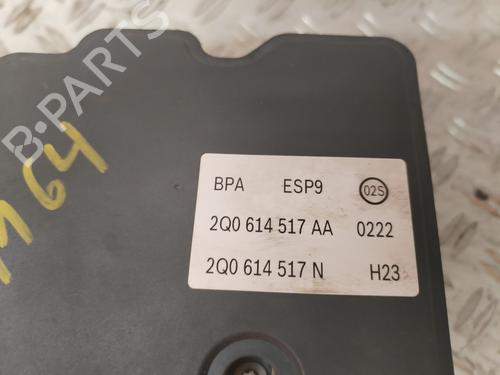 B-PARTS
M64
BPA ESP9 02S
2Q0 614 517 AA 0222
2Q0 614 517 N H23